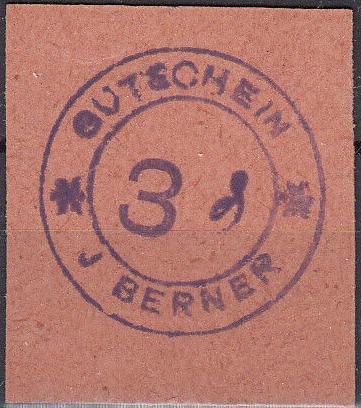 GUTSCHEIN
3 ₰
J BERNER